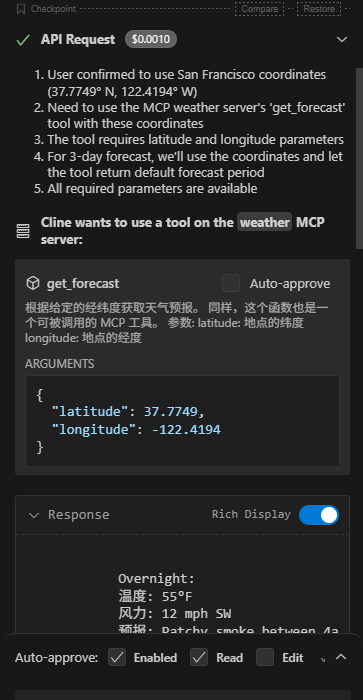 Checkpoint Compare Restore
API Request $0.0010
1. User confirmed to use San Francisco coordinates
(37.7749° N, 122.4194° W)
2. Need to use the MCP weather server's 'get_forecast'
tool with these coordinates
3. The tool requires latitude and longitude parameters
4. For 3-day forecast, we'll use the coordinates and let
the tool return default forecast period
5. All required parameters are available
Cline wants to use a tool on the weather MCP
server:
get_forecast Auto-approve
根据给定的经纬度获取天气预报。 同样，这个函数也是一
个可被调用的 MCP 工具。 参数: latitude: 地点的纬度
longitude: 地点的经度
ARGUMENTS
{
"latitude": 37.7749,
"longitude": -122.4194
}
Response Rich Display
Overnight:
温度: 55°F
风力: 12 mph SW
预报: Patchy smoke between 4a
Auto-approve: Enabled Read Edit